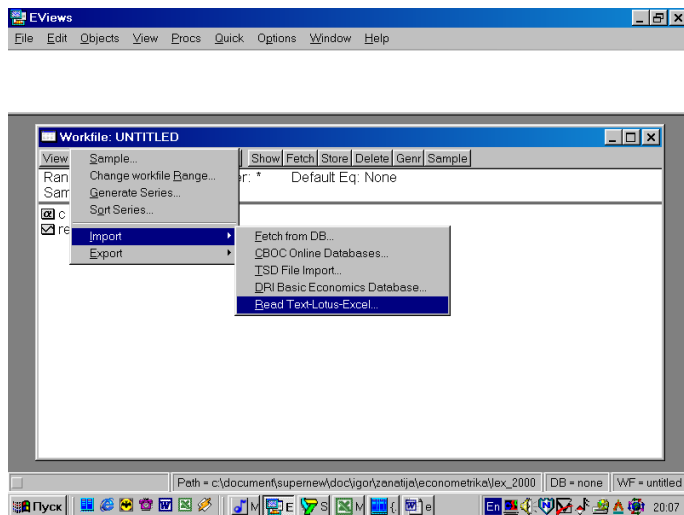 EViews
File Edit Objects View Procs Quick Options Window Help
Workfile: UNTITLED
View Show Fetch Store Delete Genr Sample
Ran er: * Default Eq: None
Sam
c
re
Sample...
Change workfile Range...
Generate Series...
Sort Series...
Import
Export
Fetch from DB...
CBOC Online Databases...
TSD File Import...
DRI Basic Economics Database...
Read Text-Lotus-Excel...
Path = c:\document\supernew\doc\igor\zanatija\econometrika\lex_2000 DB = none WF = untitled
Пуск M E S M { e En 20:07